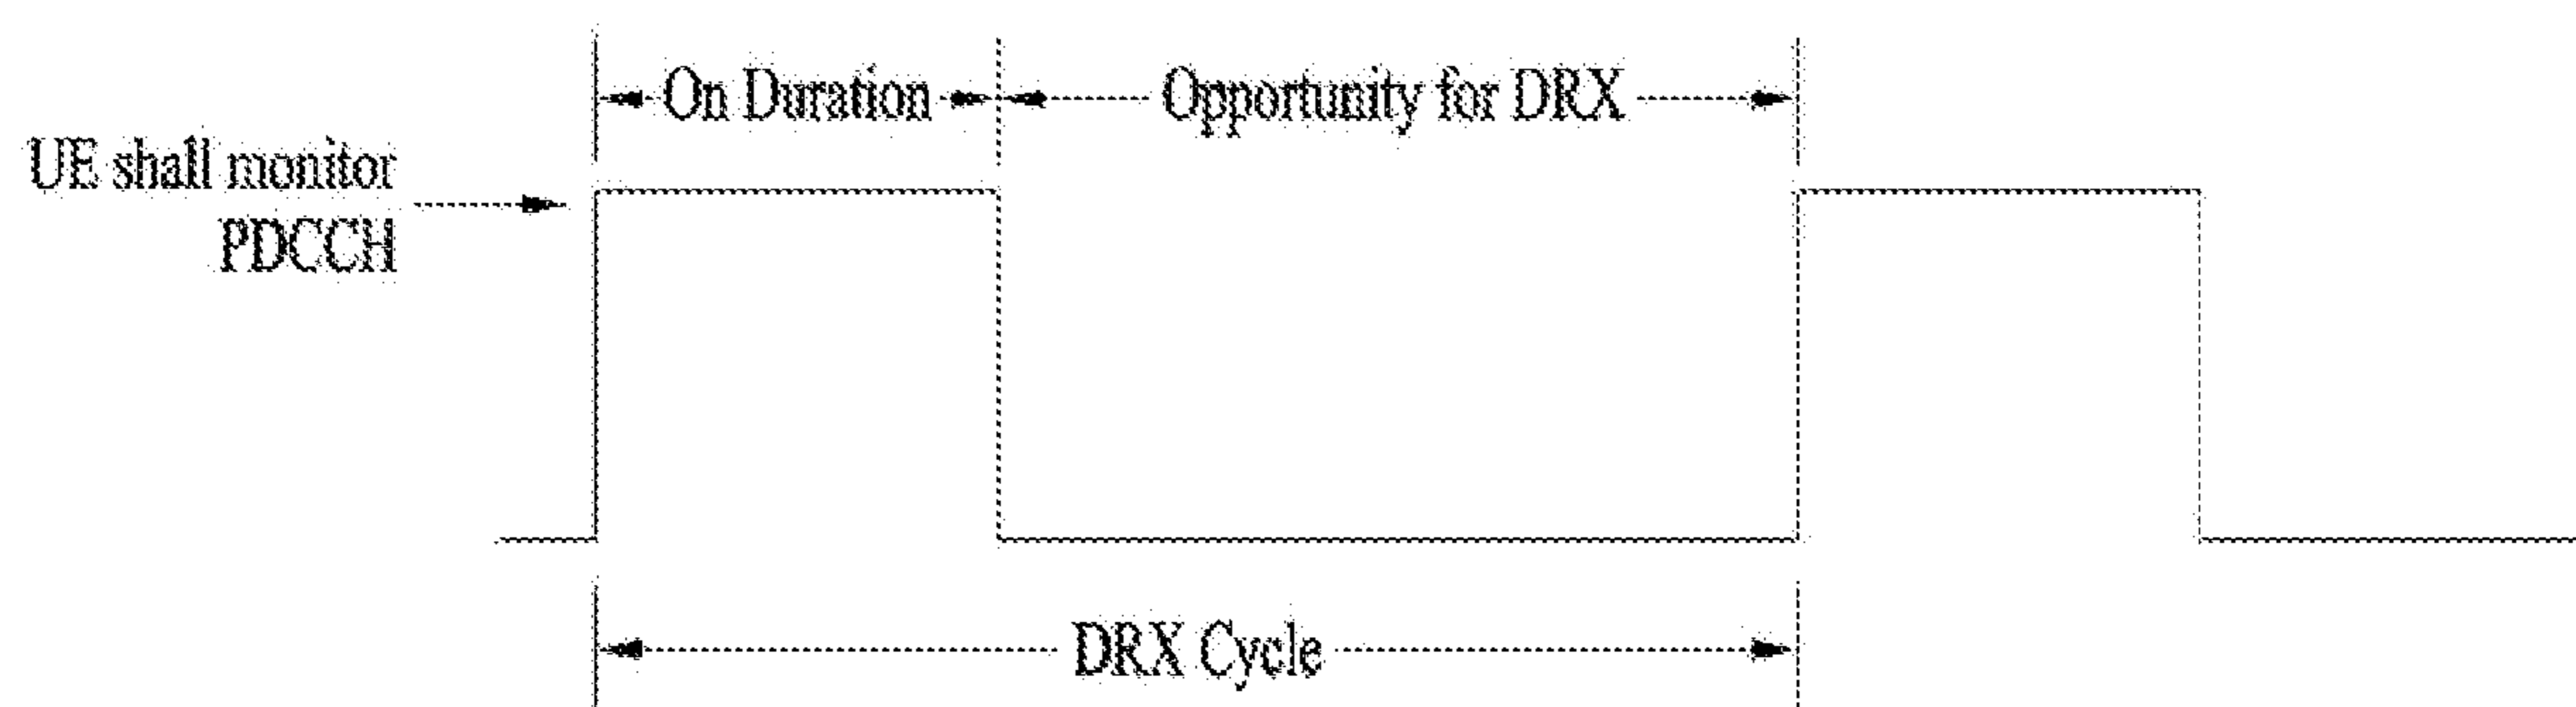 On Duration
Opportunity for DRX
UE shall monitor
PDCCH
DRX Cycle